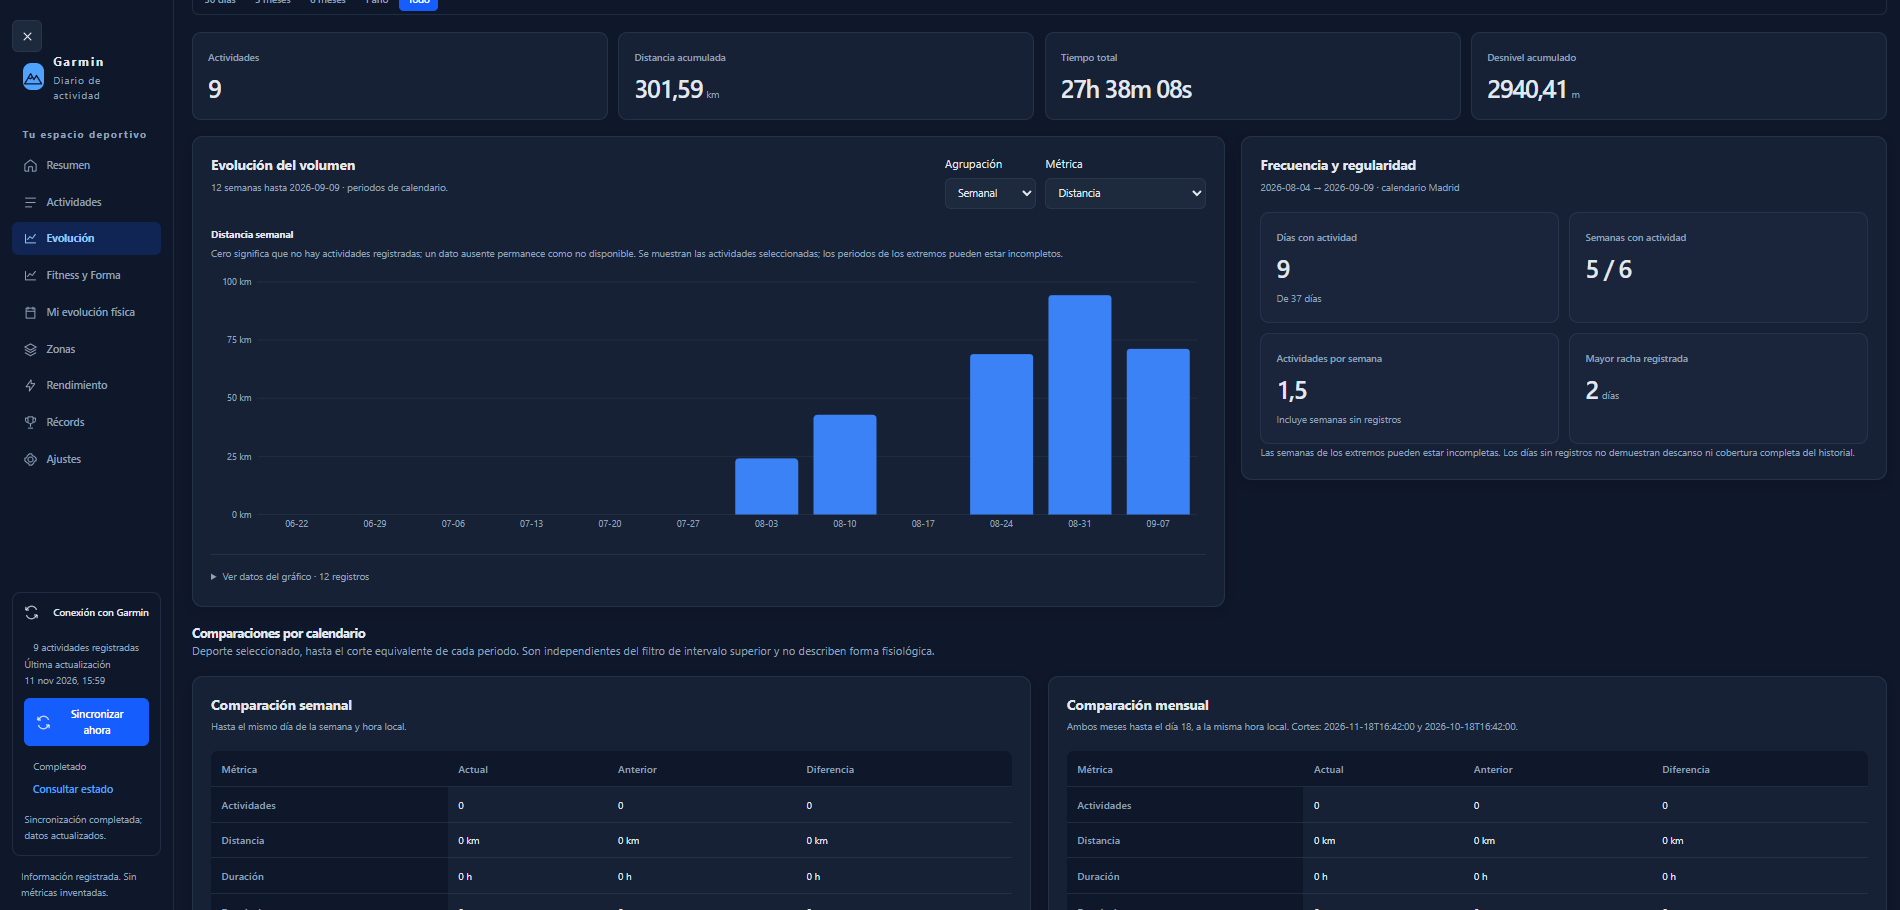 30 días 3 meses 6 meses 1 año Todo
Garmin
Diario de
actividad
Tu espacio deportivo
Resumen
Actividades
Evolución
Fitness y Forma
Mi evolución física
Zonas
Rendimiento
Récords
Ajustes
Conexión con Garmin
9 actividades registradas
Última actualización
11 nov 2026, 15:59
Sincronizar
ahora
Completado
Consultar estado
Sincronización completada;
datos actualizados.
Información registrada. Sin
métricas inventadas.
Actividades
9
Distancia acumulada
301,59 km
Tiempo total
27h 38m 08s
Desnivel acumulado
2940,41 m
Evolución del volumen
12 semanas hasta 2026-09-09 · periodos de calendario.
Agrupación Métrica
Semanal Distancia
Distancia semanal
Cero significa que no hay actividades registradas; un dato ausente permanece como no disponible. Se muestran las actividades seleccionadas; los periodos de los extremos pueden estar incompletos.
100 km
75 km
50 km
25 km
0 km
06-22 06-29 07-06 07-13 07-20 07-27 08-03 08-10 08-17 08-24 08-31 09-07
Ver datos del gráfico · 12 registros
Frecuencia y regularidad
2026-08-04 → 2026-09-09 · calendario Madrid
Días con actividad
9
De 37 días
Semanas con actividad
5 / 6
Actividades por semana
1,5
Incluye semanas sin registros
Mayor racha registrada
2 días
Las semanas de los extremos pueden estar incompletas. Los días sin registros no demuestran descanso ni cobertura completa del historial.
Comparaciones por calendario
Deporte seleccionado, hasta el corte equivalente de cada periodo. Son independientes del filtro de intervalo superior y no describen forma fisiológica.
Comparación semanal
Hasta el mismo día de la semana y hora local.
Métrica Actual Anterior Diferencia
Actividades 0 0 0
Distancia 0 km 0 km 0 km
Duración 0 h 0 h 0 h
Comparación mensual
Ambos meses hasta el día 18, a la misma hora local. Cortes: 2026-11-18T16:42:00 y 2026-10-18T16:42:00.
Métrica Actual Anterior Diferencia
Actividades 0 0 0
Distancia 0 km 0 km 0 km
Duración 0 h 0 h 0 h